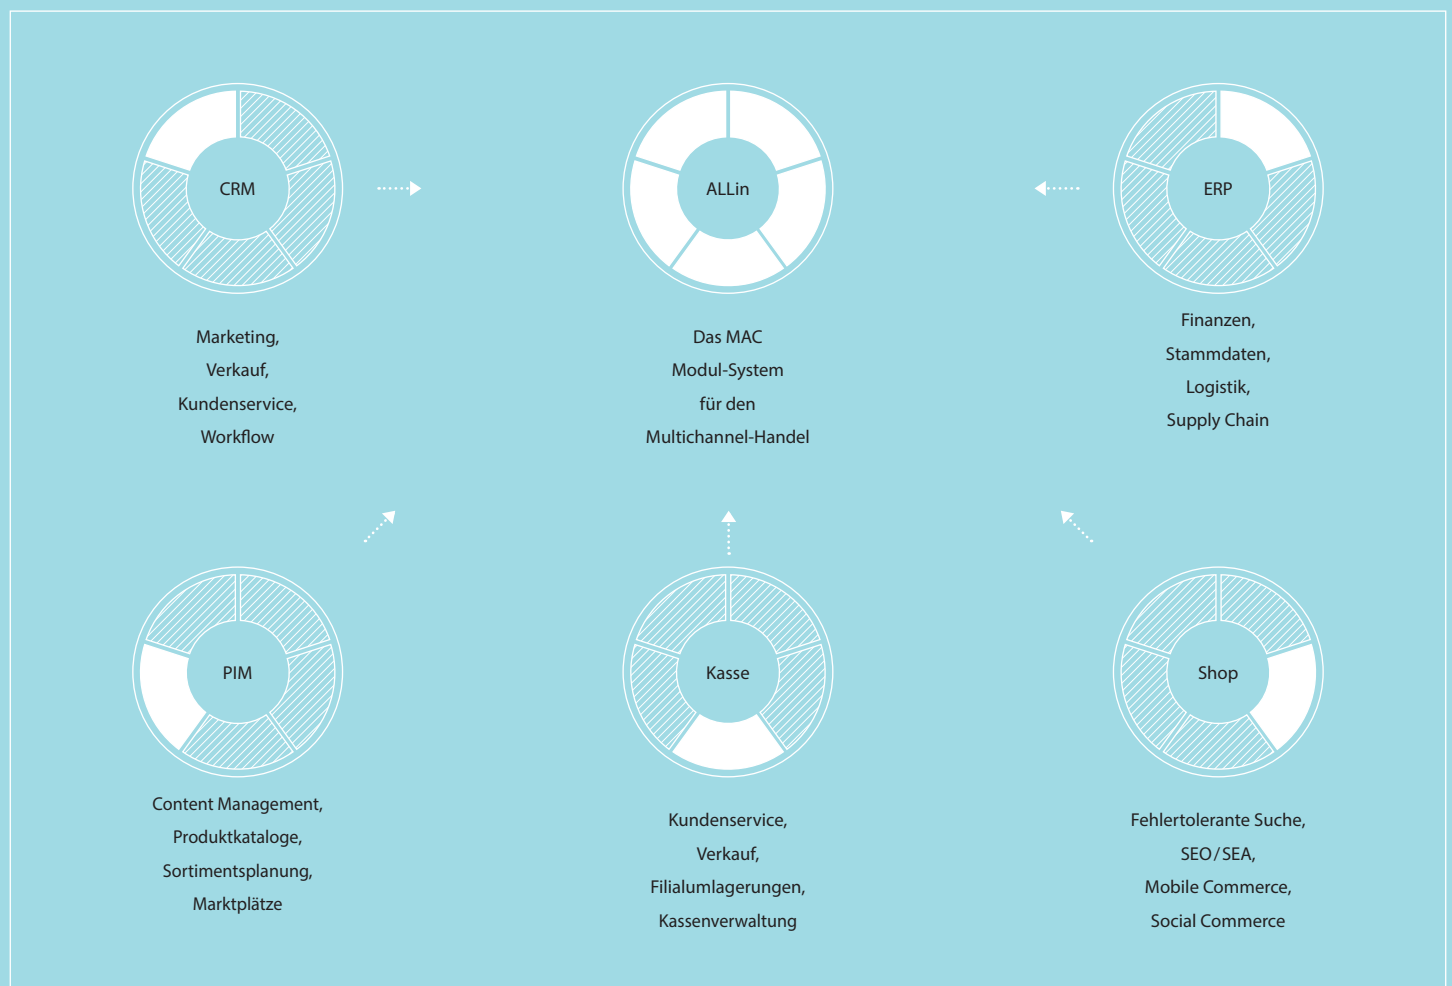 CRM
Marketing,
Verkauf,
Kundenservice,
Workflow
ALLin
Das MAC
Modul-System
für den
Multichannel-Handel
ERP
Finanzen,
Stammdaten,
Logistik,
Supply Chain
PIM
Content Management,
Produktkataloge,
Sortimentsplanung,
Marktplätze
Kasse
Kundenservice,
Verkauf,
Filialumlagerungen,
Kassenverwaltung
Shop
Fehlertolerante Suche,
SEO/SEA,
Mobile Commerce,
Social Commerce